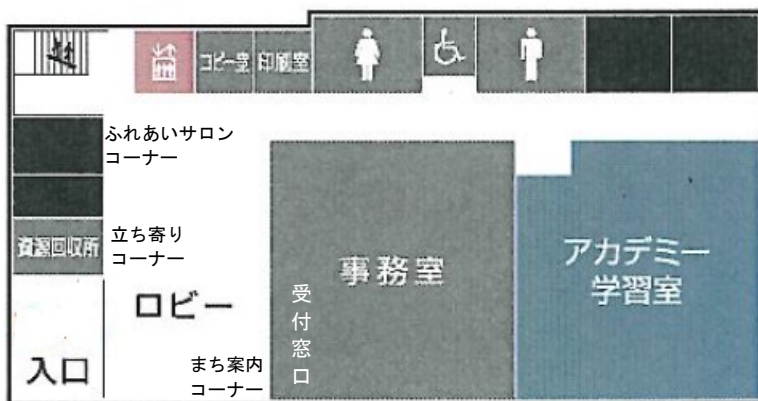 コピー室
印刷室
ふれあいサロン
コーナー
立ち寄り
コーナー
資源回収所
事務室
アカデミー
学習室
ロビー
受付窓口
入口
まち案内
コーナー